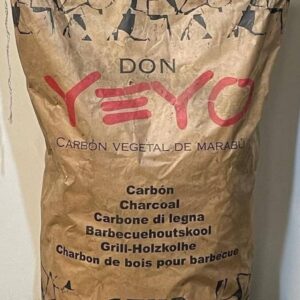 DON
YEYO
CARBÓN VEGETAL DE MARABÚ
Carbón
Charcoal
Carbone di legna
Barbecuehoutskool
Grill-Holzkolhe
Charbon de bois pour barbecue